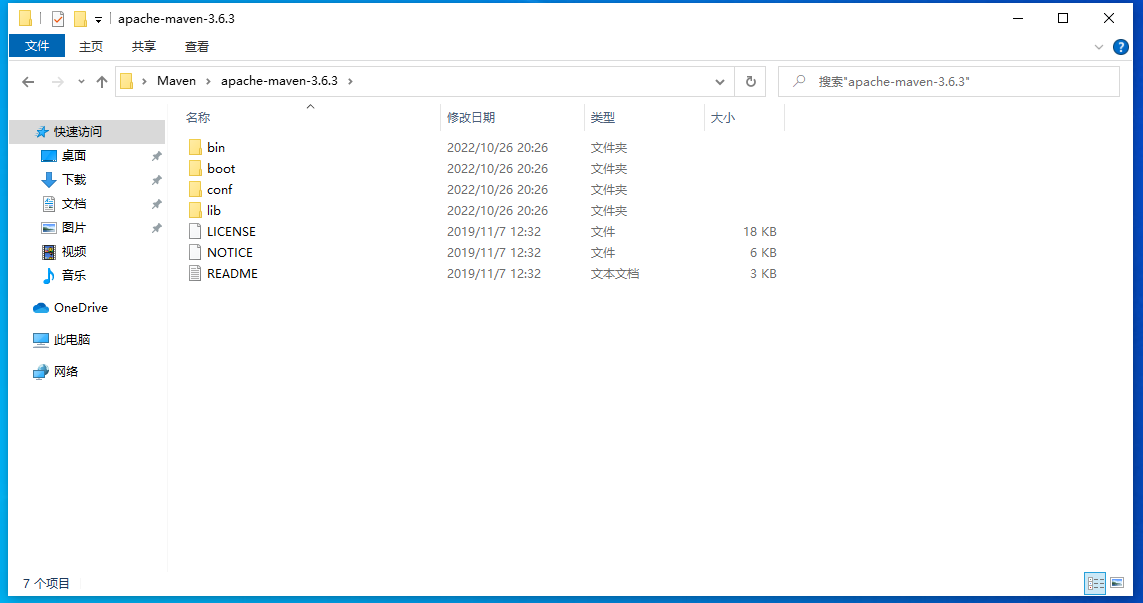 apache-maven-3.6.3
文件 主页 共享 查看
Maven apache-maven-3.6.3 搜索"apache-maven-3.6.3"
名称 修改日期 类型 大小
快速访问
桌面
下载
文档
图片
视频
音乐
OneDrive
此电脑
网络
bin 2022/10/26 20:26 文件夹
boot 2022/10/26 20:26 文件夹
conf 2022/10/26 20:26 文件夹
lib 2022/10/26 20:26 文件夹
LICENSE 2019/11/7 12:32 文件 18 KB
NOTICE 2019/11/7 12:32 文件 6 KB
README 2019/11/7 12:32 文本文档 3 KB
7 个项目